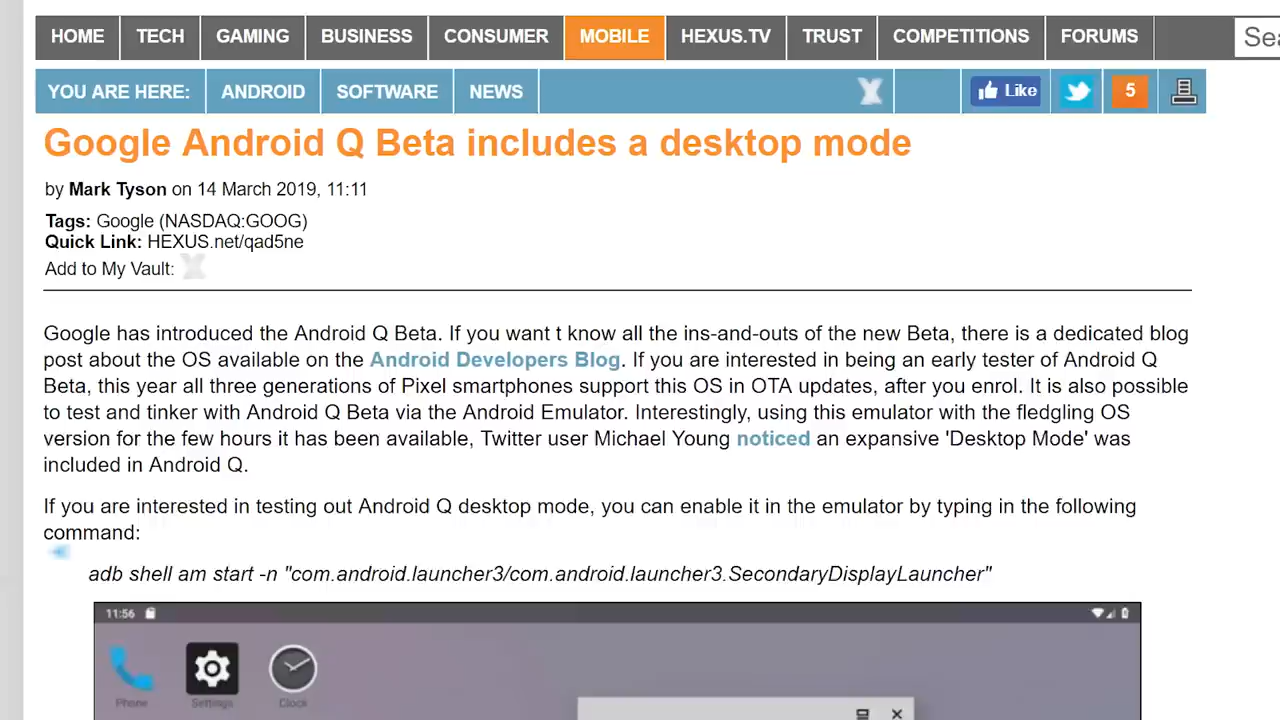 HOME TECH GAMING BUSINESS CONSUMER MOBILE HEXUS.TV TRUST COMPETITIONS FORUMS Sea
YOU ARE HERE: ANDROID SOFTWARE NEWS Like 5
Google Android Q Beta includes a desktop mode
by Mark Tyson on 14 March 2019, 11:11
Tags: Google (NASDAQ:GOOG)
Quick Link: HEXUS.net/qad5ne
Add to My Vault:
Google has introduced the Android Q Beta. If you want t know all the ins-and-outs of the new Beta, there is a dedicated blog
post about the OS available on the Android Developers Blog. If you are interested in being an early tester of Android Q
Beta, this year all three generations of Pixel smartphones support this OS in OTA updates, after you enrol. It is also possible
to test and tinker with Android Q Beta via the Android Emulator. Interestingly, using this emulator with the fledgling OS
version for the few hours it has been available, Twitter user Michael Young noticed an expansive 'Desktop Mode' was
included in Android Q.
If you are interested in testing out Android Q desktop mode, you can enable it in the emulator by typing in the following
command:
adb shell am start -n "com.android.launcher3/com.android.launcher3.SecondaryDisplayLauncher"
11:56
Phone Settings Clock